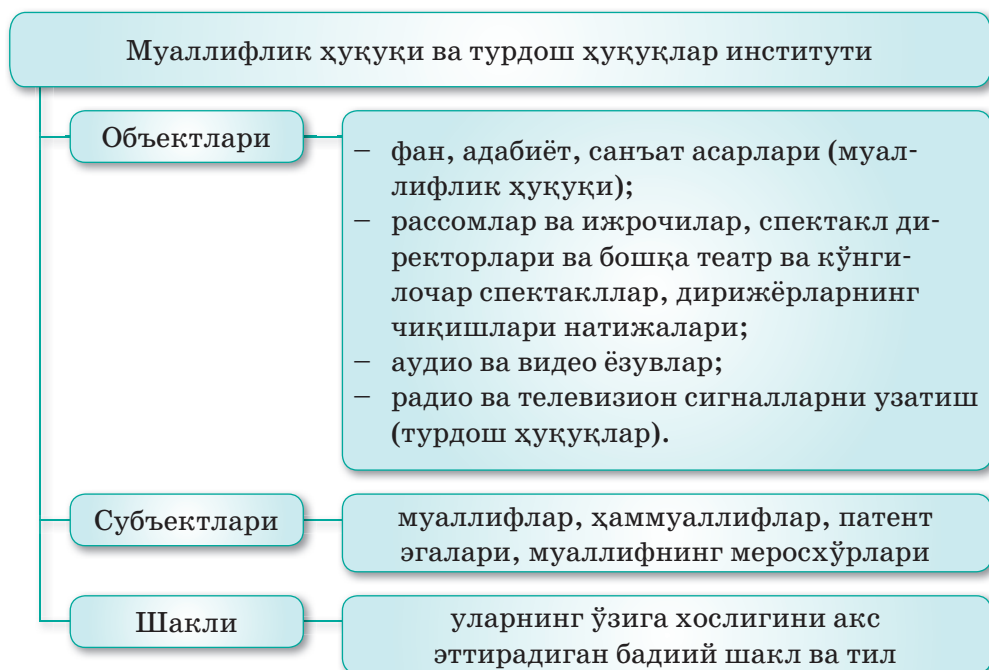 Муаллифлик ҳуқуқи ва турдош ҳуқуқлар институти
Объектлари
– фан, адабиёт, санъат асарлари (муал-
лифлик ҳуқуқи);
– рассомлар ва ижрочилар, спектакл ди-
ректорлари ва бошқа театр ва кўнги-
лочар спектакллар, дирижёрларнинг
чиқишлари натижалари;
– аудио ва видео ёзувлар;
– радио ва телевизион сигналларни узатиш
(турдош ҳуқуқлар).
Субъектлари
муаллифлар, ҳаммуаллифлар, патент
эгалари, муаллифнинг меросхўрлари
Шакли
уларнинг ўзига хослигини акс
эттирадиган бадиий шакл ва тил